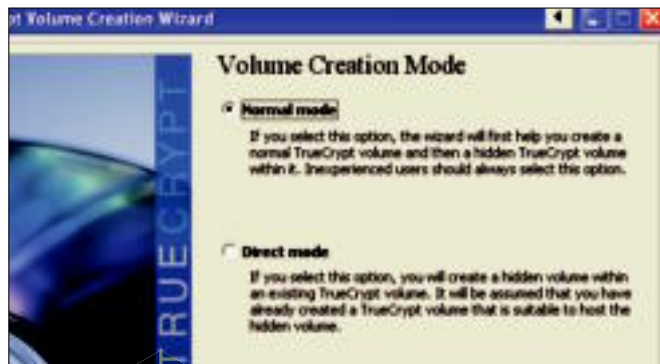 pt Volume Creation Wizard
TRUECRYPT
Volume Creation Mode
Normal mode
If you select this option, the wizard will first help you create a
normal TrueCrypt volume and then a hidden TrueCrypt volume
within it. Inexperienced users should always select this option.
Direct mode
If you select this option, you will create a hidden volume within
an existing TrueCrypt volume. It will be assumed that you have
already created a TrueCrypt volume that is suitable to host the
hidden volume.